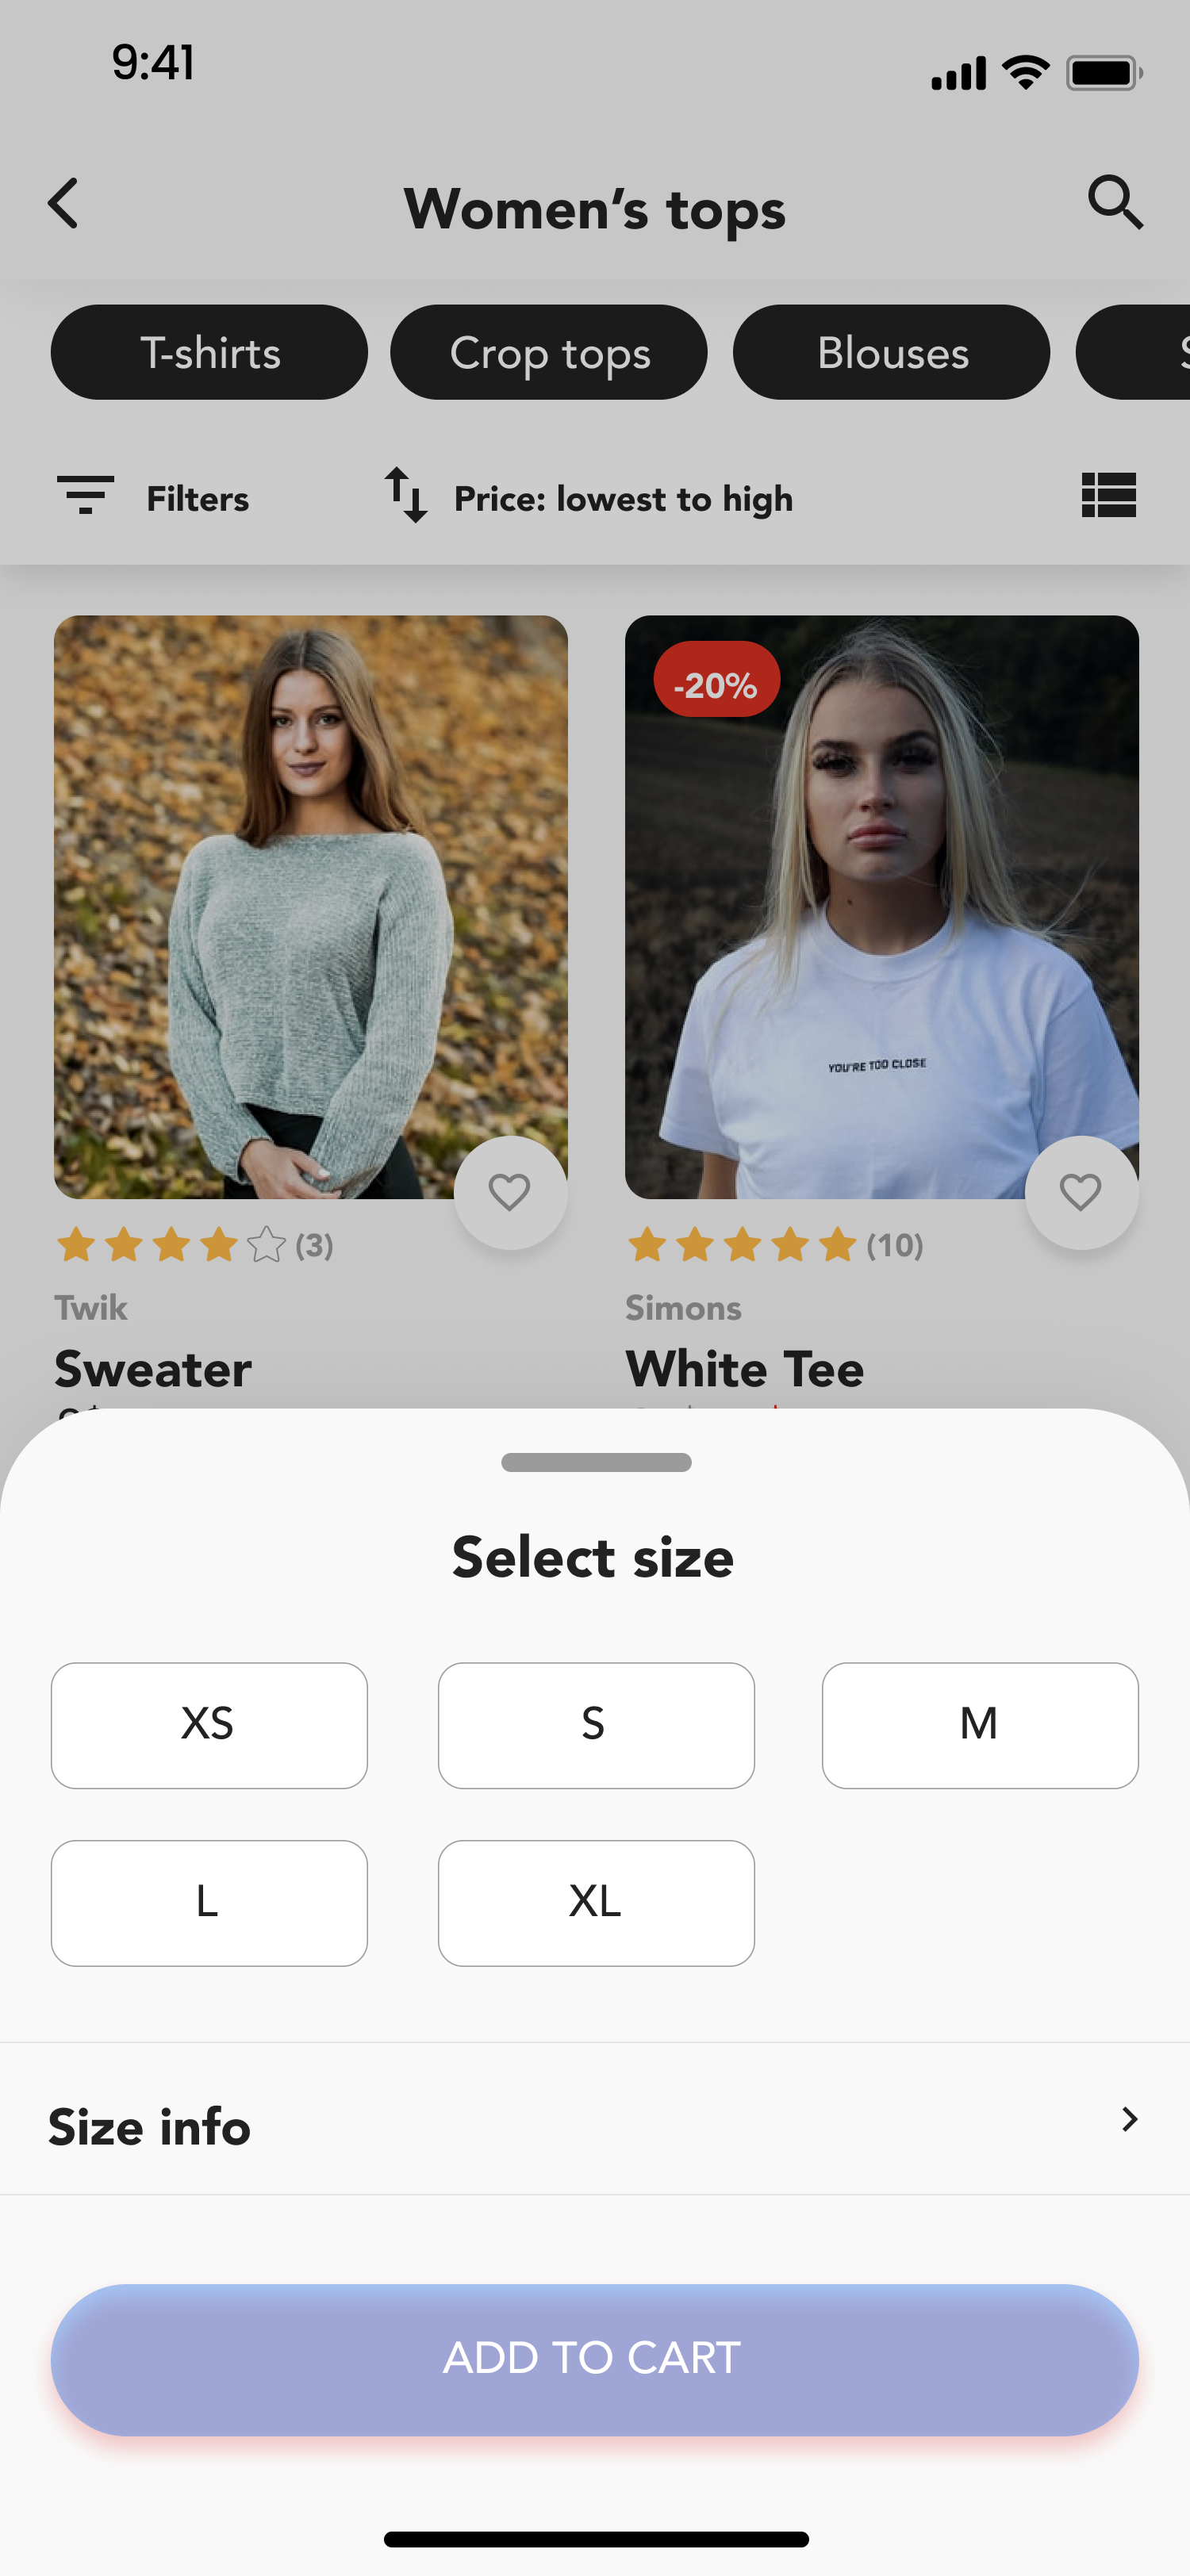 9:41
Women’s tops
T-shirts
Crop tops
Blouses
Filters
Price: lowest to high
-20%
YOU'RE TOO CLOSE
(3)
(10)
Twik
Simons
Sweater
White Tee
Select size
XS
S
M
L
XL
Size info
ADD TO CART